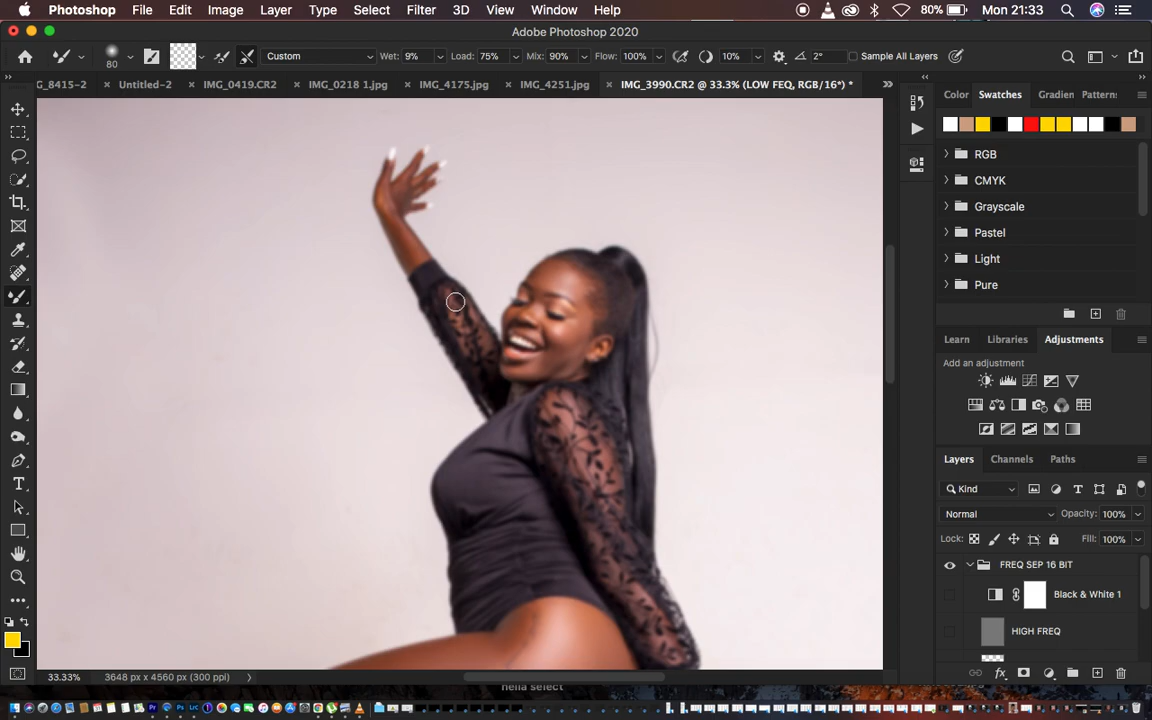 Photoshop File Edit Image Layer Type Select Filter 3D View Window Help 80% Mon 21:33
Adobe Photoshop 2020
80 Custom Wet: 9% Load: 75% Mix: 90% Flow: 100% 10% 2° Sample All Layers
G_8415-2 × Untitled-2 × IMG_0419.CR2 × IMG_0218 1.jpg × IMG_4175.jpg × IMG_4251.jpg × IMG_3990.CR2 @ 33.3% (LOW FEQ, RGB/16*) *
Color Swatches Gradien Patterns
RGB
CMYK
Grayscale
Pastel
Light
Pure
Learn Libraries Adjustments
Add an adjustment
Layers Channels Paths
Kind
Normal Opacity: 100%
Lock: Fill: 100%
FREQ SEP 16 BIT
Black & White 1
HIGH FREQ
33.33% 3648 px x 4560 px (300 ppi)
nella select